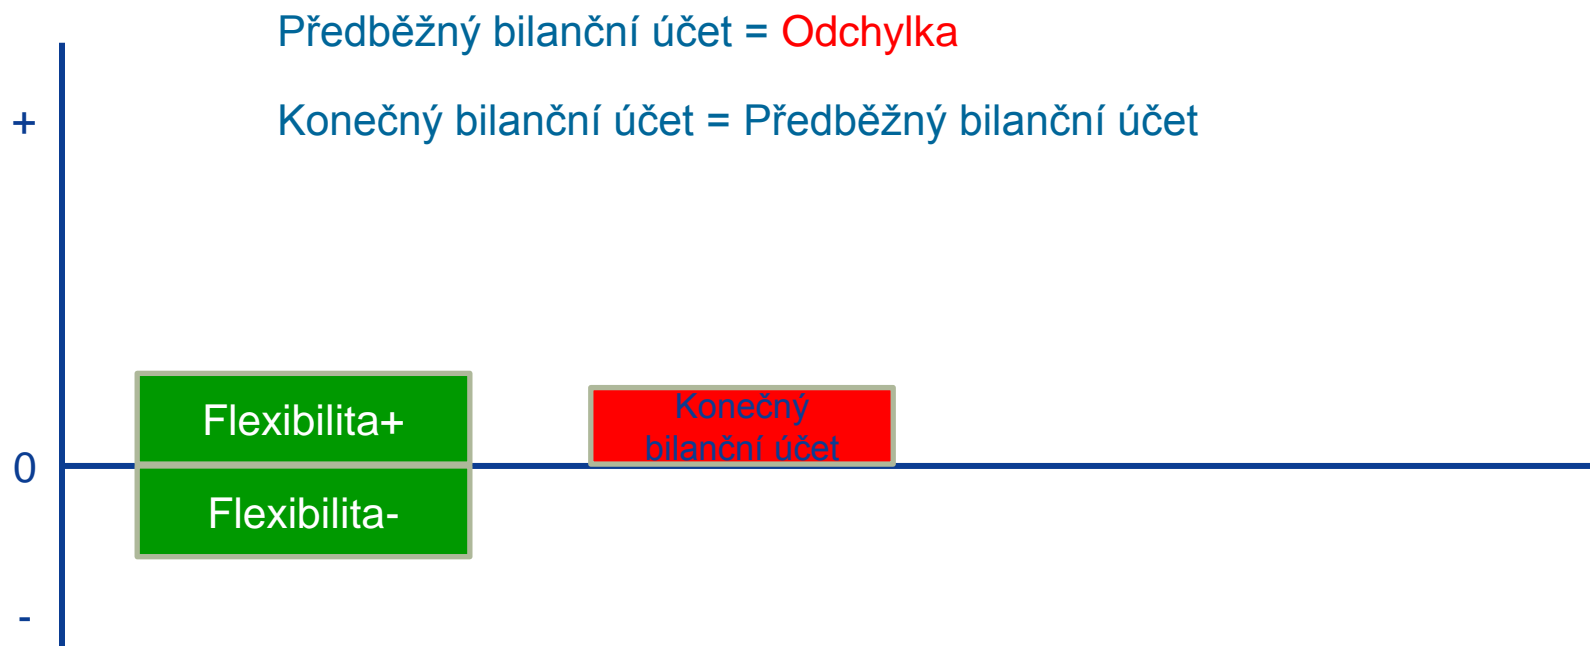 Předběžný bilanční účet = Odchylka
+
Konečný bilanční účet = Předběžný bilanční účet
Flexibilita+
Konečný
bilanční účet
0
Flexibilita-
-